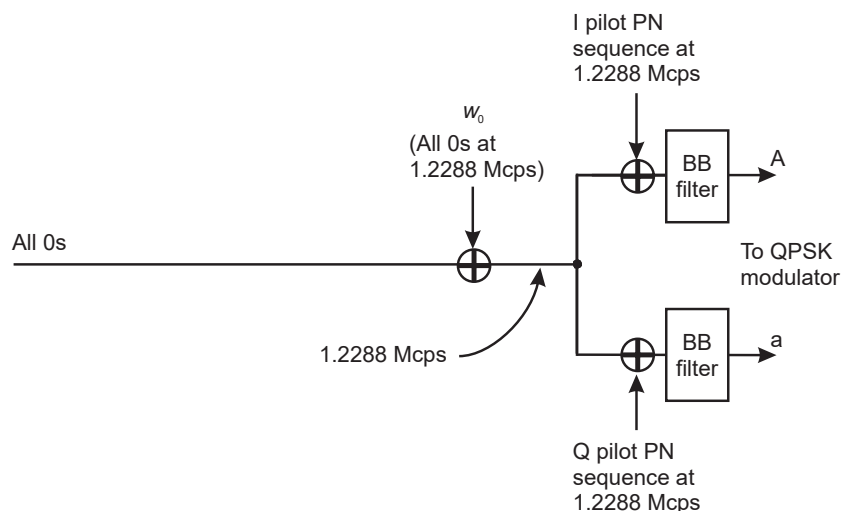 I pilot PN
sequence at
1.2288 Mcps
w0
(All 0s at
1.2288 Mcps)
BB
filter
A
All 0s
To QPSK
modulator
1.2288 Mcps
BB
filter
a
Q pilot PN
sequence at
1.2288 Mcps